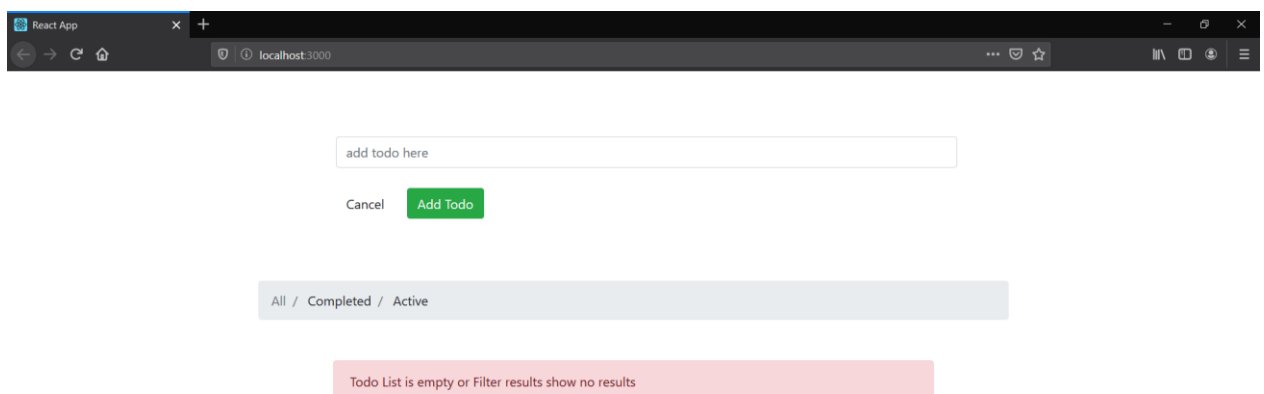 React App
localhost:3000
add todo here
Cancel Add Todo
All / Completed / Active
Todo List is empty or Filter results show no results